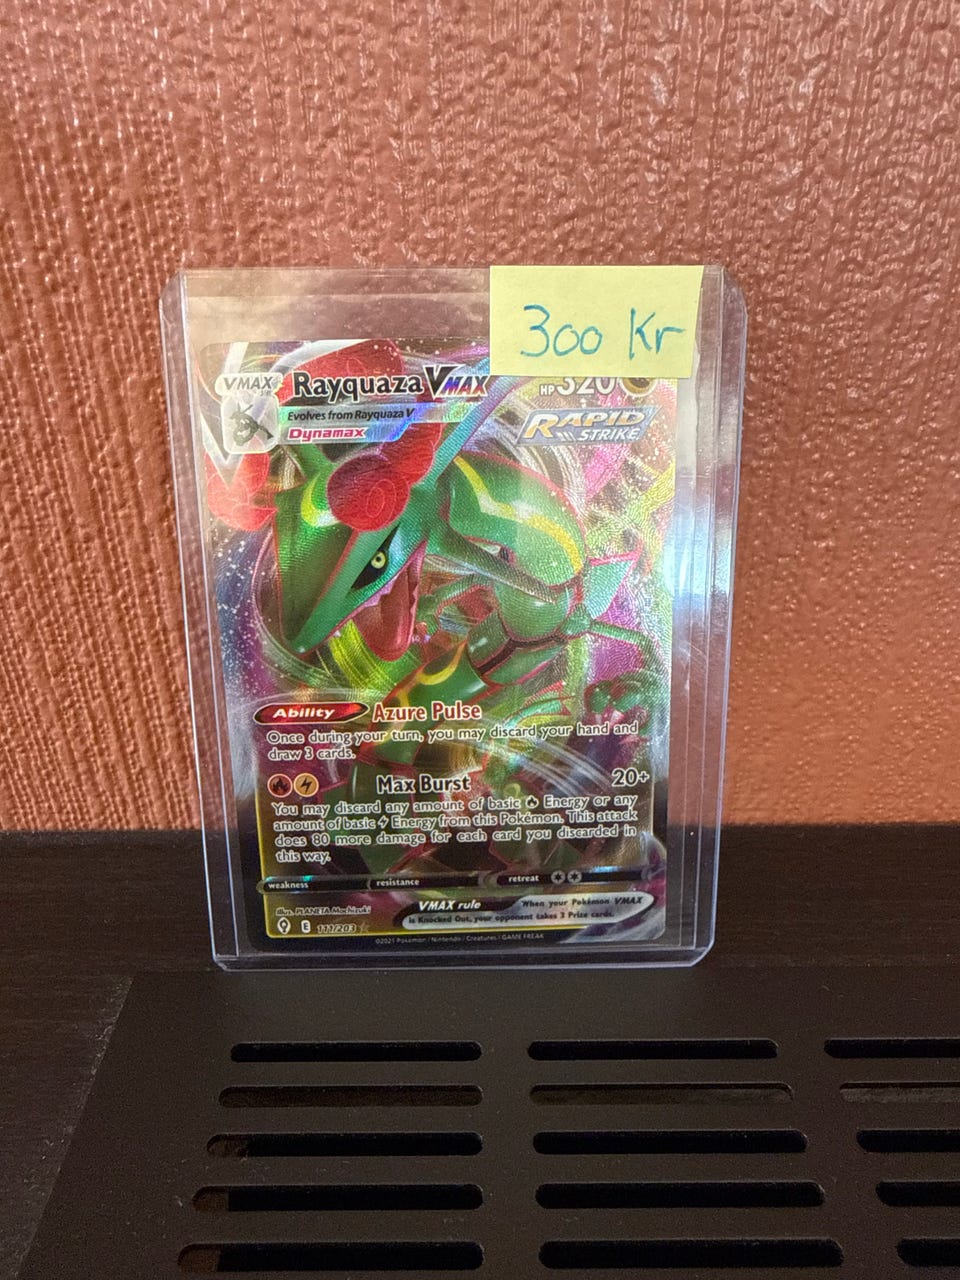 300 Kr
VMAX
Rayquaza VMAX
HP 320
Evolves from Rayquaza V
Dynamax
RAPID
STRIKE
Ability Azure Pulse
Once during your turn, you may discard your hand and
draw 3 cards.
Max Burst 20+
You may discard any amount of basic Energy or any
amount of basic Energy from this Pokémon. This attack
does 80 more damage for each card you discarded in
this way.
weakness resistance retreat
Illus. PLANETA Mochizuki
VMAX rule When your Pokémon VMAX
is Knocked Out, your opponent takes 3 Prize cards.
E 111/203
©2021 Pokémon / Nintendo / Creatures / GAME FREAK